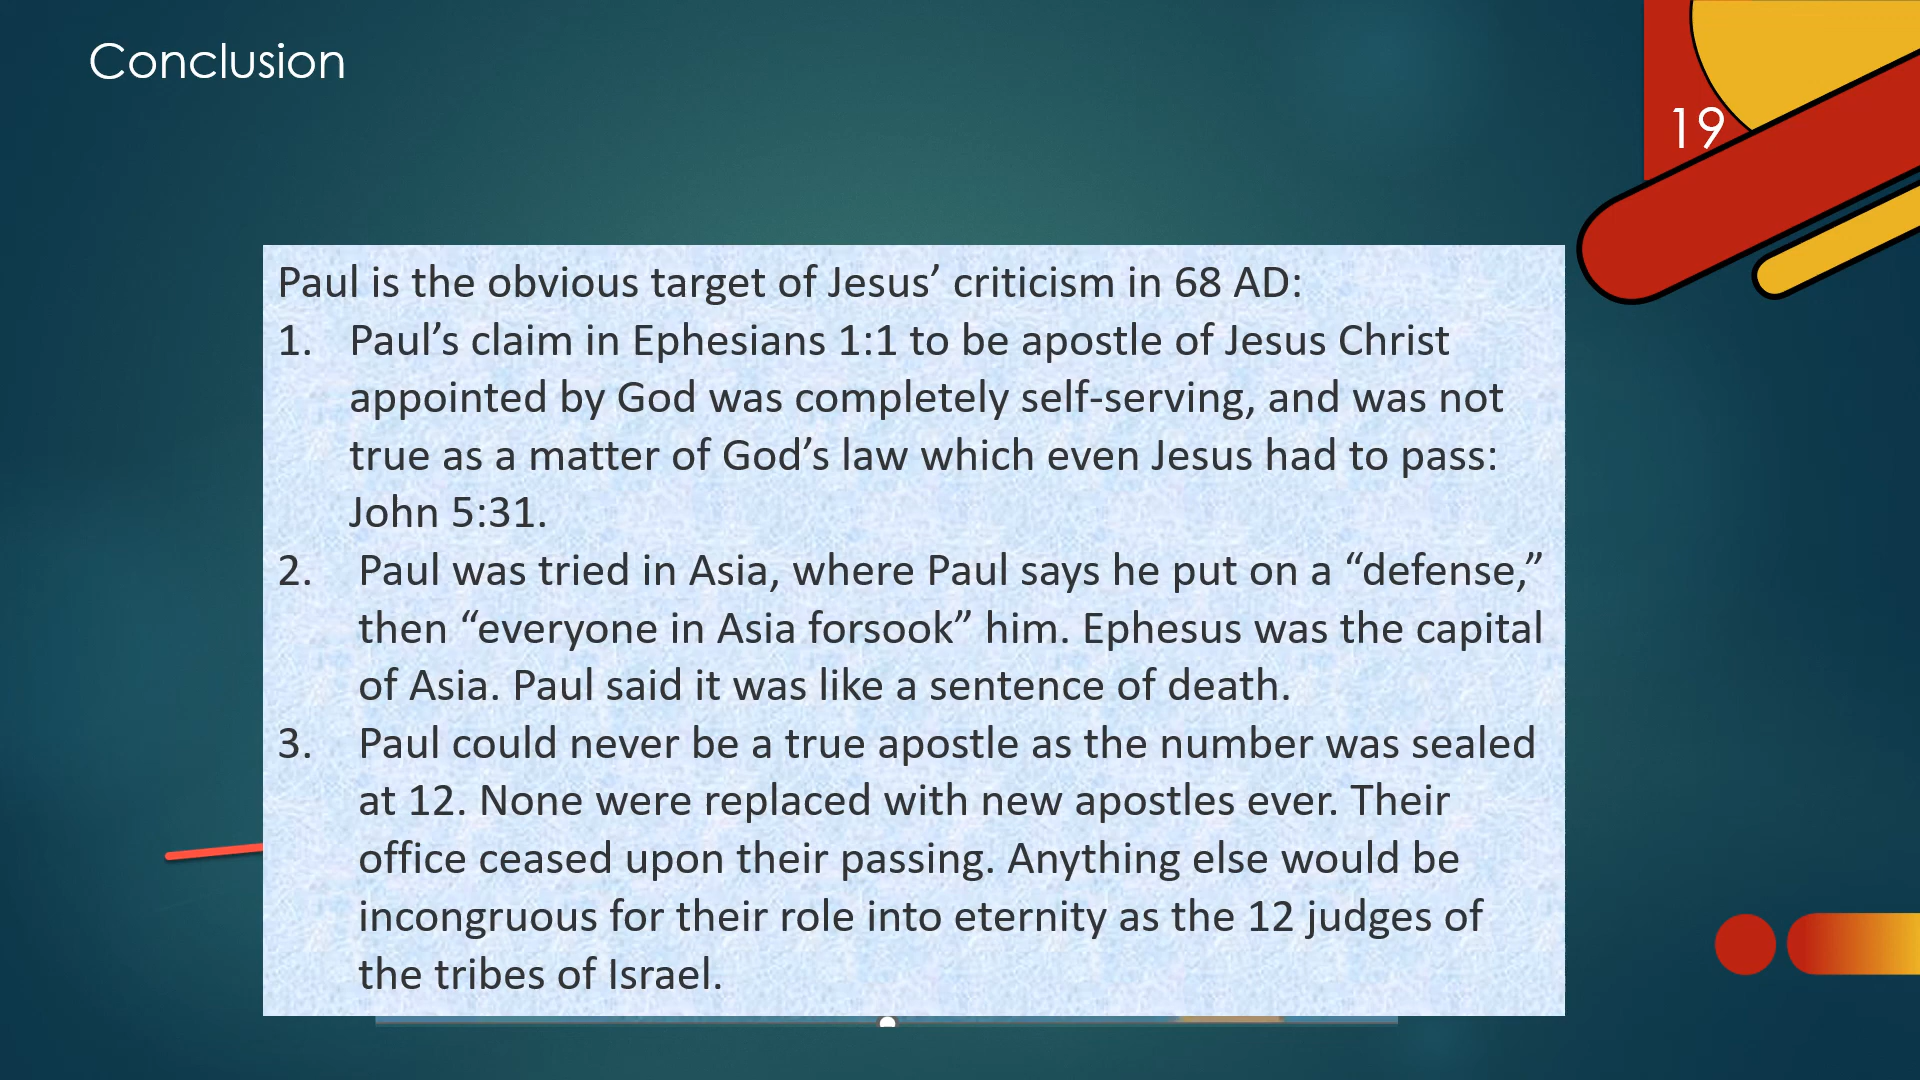 Conclusion
19
Paul is the obvious target of Jesus’ criticism in 68 AD:
1. Paul’s claim in Ephesians 1:1 to be apostle of Jesus Christ
appointed by God was completely self-serving, and was not
true as a matter of God’s law which even Jesus had to pass:
John 5:31.
2. Paul was tried in Asia, where Paul says he put on a “defense,”
then “everyone in Asia forsook” him. Ephesus was the capital
of Asia. Paul said it was like a sentence of death.
3. Paul could never be a true apostle as the number was sealed
at 12. None were replaced with new apostles ever. Their
office ceased upon their passing. Anything else would be
incongruous for their role into eternity as the 12 judges of
the tribes of Israel.